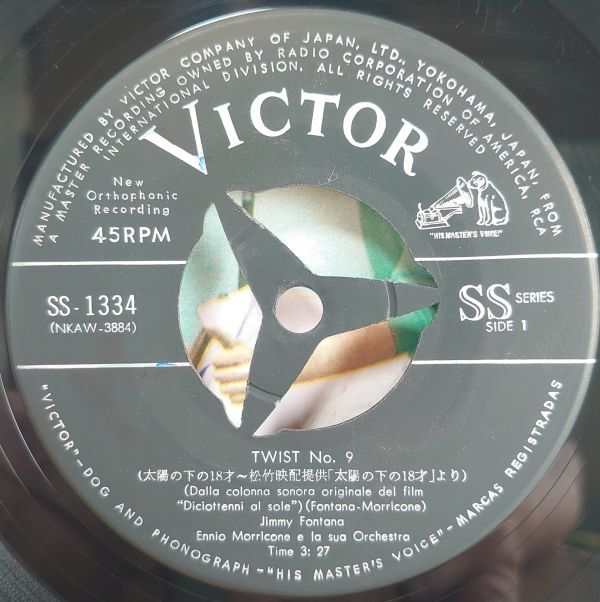 MANUFACTURED BY VICTOR COMPANY OF JAPAN, LTD., YOKOHAMA, JAPAN, FROM
A MASTER RECORDING OWNED BY RADIO CORPORATION OF AMERICA, RCA
INTERNATIONAL DIVISION. ALL RIGHTS RESERVED
VICTOR
New
Orthophonic
Recording
45RPM
"HIS MASTER'S VOICE"
SS-1334
(NKAW-3884)
SS SERIES
SIDE 1
TWIST No. 9
(太陽の下の18才~松竹映配提供「太陽の下の18才」より)
(Dalla colonna sonora originale del film
"Diciottenni al sole") (Fontana-Morricone)
Jimmy Fontana
Ennio Morricone e la sua Orchestra
Time 3: 27
"VICTOR"-DOG AND PHONOGRAPH-"HIS MASTER'S VOICE"-MARCAS REGISTRADAS